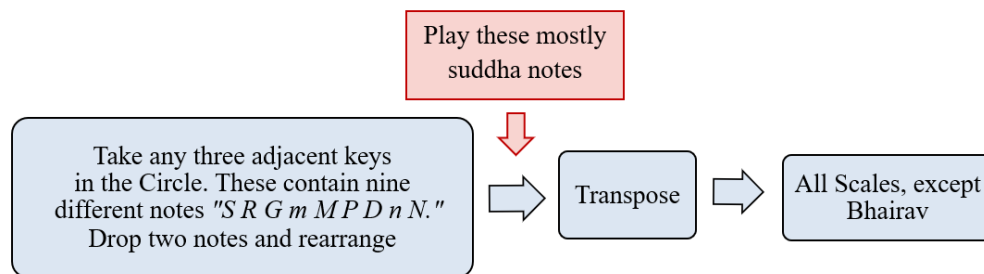 Play these mostly
suddha notes
Take any three adjacent keys
in the Circle. These contain nine
different notes "S R G m M P D n N."
Drop two notes and rearrange
Transpose
All Scales, except
Bhairav